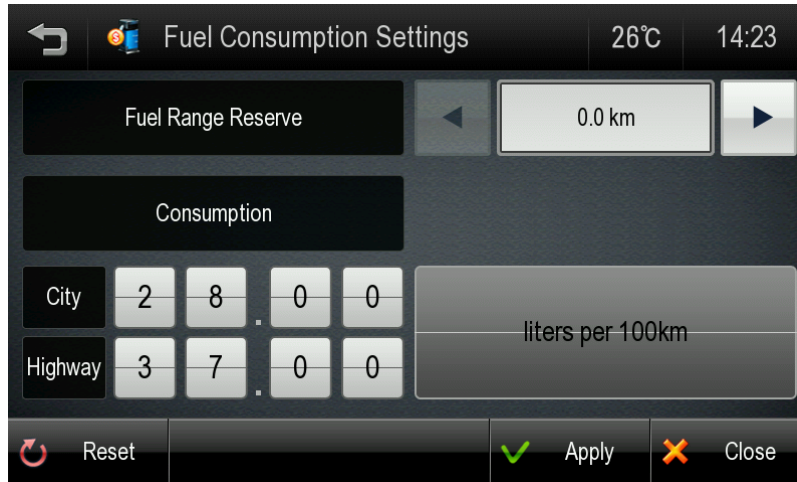 Fuel Consumption Settings 26℃ 14:23
Fuel Range Reserve 0.0 km
Consumption
City 2 8 . 0 0
liters per 100km
Highway 3 7 . 0 0
Reset Apply Close